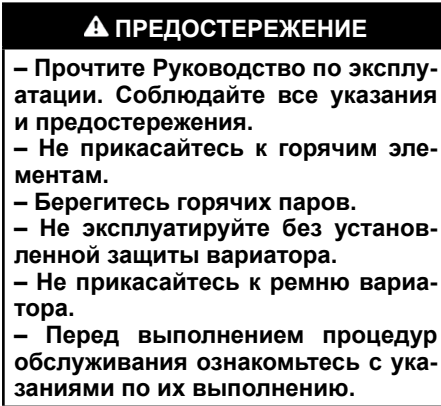 ⚠ ПРЕДОСТЕРЕЖЕНИЕ
– Прочтите Руководство по эксплу-
атации. Соблюдайте все указания
и предостережения.
– Не прикасайтесь к горячим эле-
ментам.
– Берегитесь горячих паров.
– Не эксплуатируйте без установ-
ленной защиты вариатора.
– Не прикасайтесь к ремню вариа-
тора.
– Перед выполнением процедур
обслуживания ознакомьтесь с ука-
заниями по их выполнению.